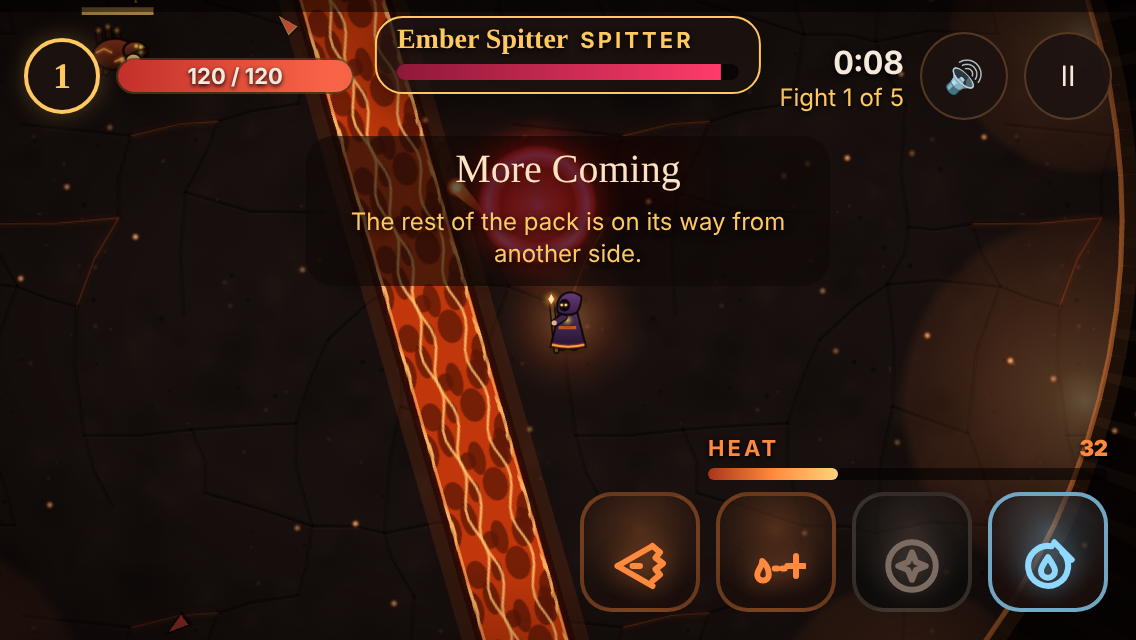 1
120 / 120
Ember Spitter SPITTER
0:08
Fight 1 of 5
More Coming
The rest of the pack is on its way from
another side.
HEAT 32